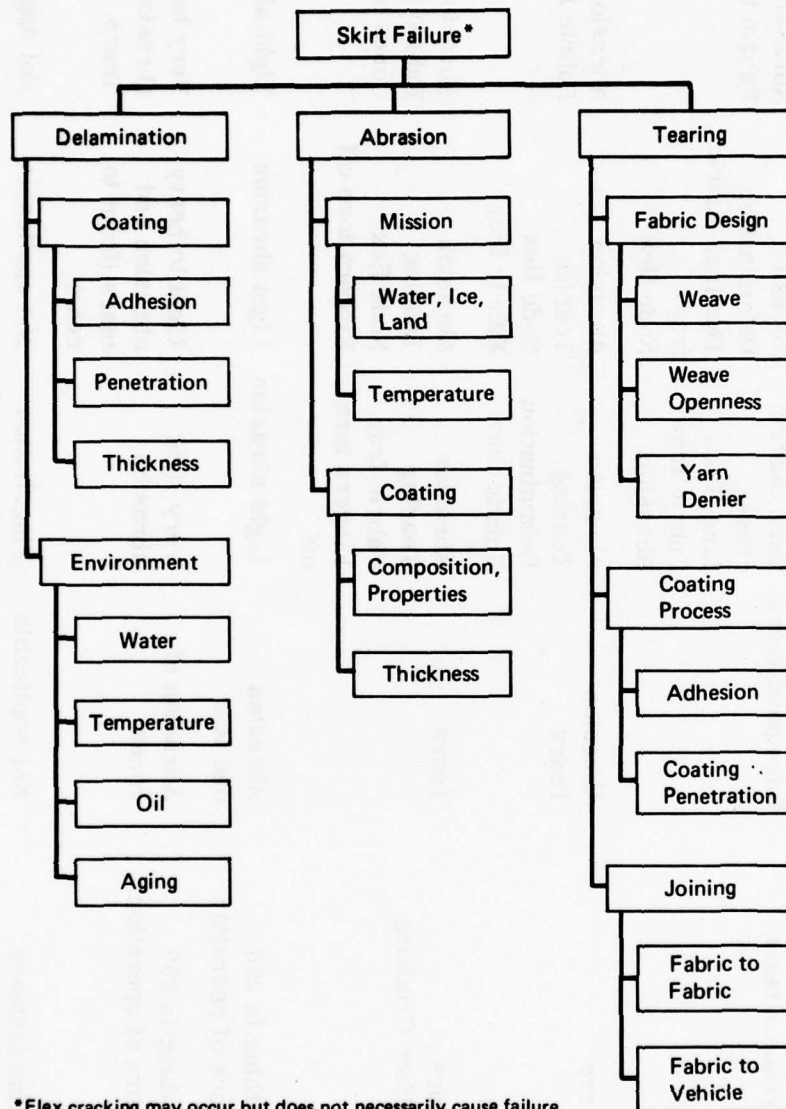 Skirt Failure*
Delamination
Coating
Adhesion
Penetration
Thickness
Environment
Water
Temperature
Oil
Aging
Abrasion
Mission
Water, Ice,
Land
Temperature
Coating
Composition,
Properties
Thickness
Tearing
Fabric Design
Weave
Weave
Openness
Yarn
Denier
Coating
Process
Adhesion
Coating
Penetration
Joining
Fabric to
Fabric
Fabric to
Vehicle
*Flex cracking may occur but does not necessarily cause failure